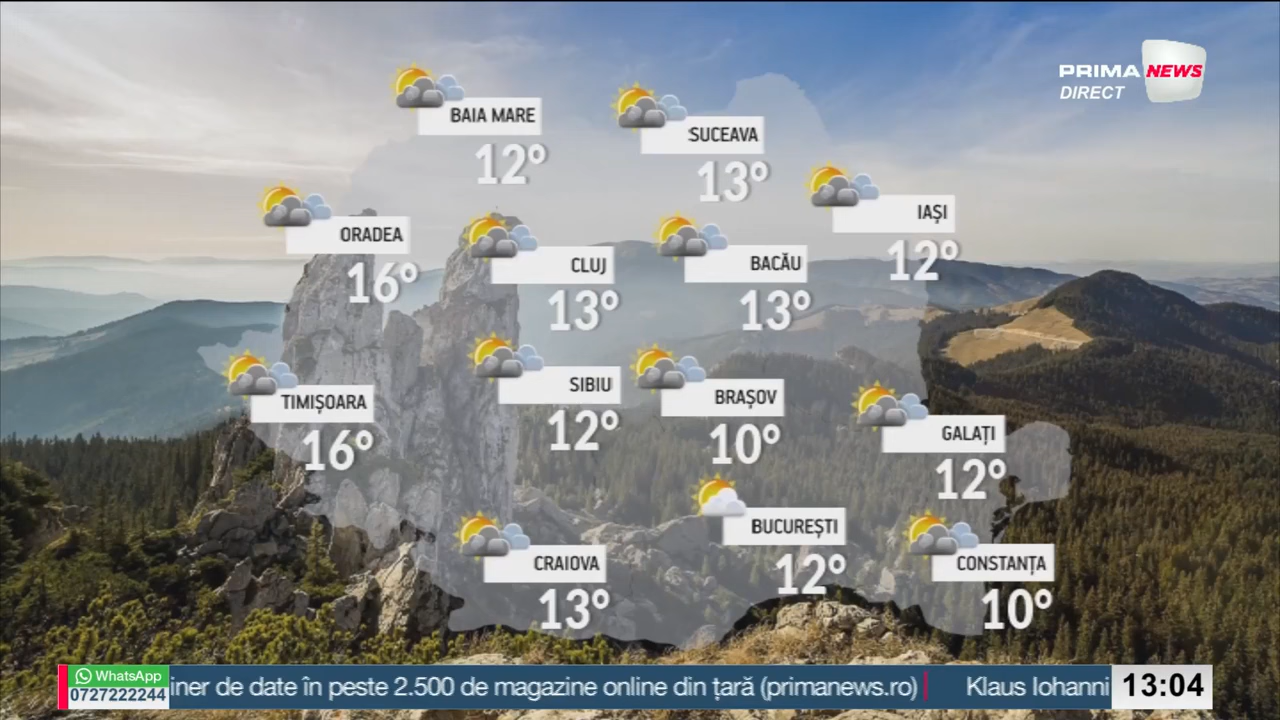 PRIMA NEWS
DIRECT
BAIA MARE
12°
SUCEAVA
13°
IAȘI
12°
ORADEA
16°
CLUJ
13°
BACĂU
13°
TIMIȘOARA
16°
SIBIU
12°
BRAȘOV
10°
GALAȚI
12°
CRAIOVA
13°
BUCUREȘTI
12°
CONSTANȚA
10°
WhatsApp
0727222244
iner de date în peste 2.500 de magazine online din țară (primanews.ro) | Klaus Iohanni
13:04